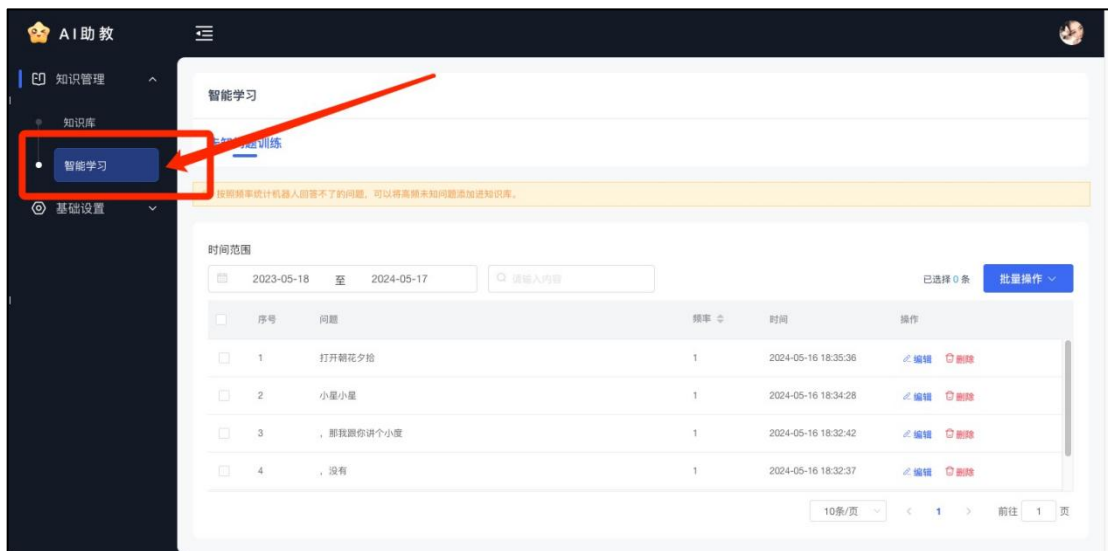 AI助教
知识管理
知识库
智能学习
基础设置
智能学习
问题训练
按照频率统计机器人回答不了的问题，可以将高频未知问题添加进知识库。
时间范围
2023-05-18 至 2024-05-17 请输入内容 已选择 0 条 批量操作
序号 问题 频率 时间 操作
1 打开朝花夕拾 1 2024-05-16 18:35:36 编辑 删除
2 小星小星 1 2024-05-16 18:34:28 编辑 删除
3 ，那我跟你讲个小度 1 2024-05-16 18:32:42 编辑 删除
4 ，没有 1 2024-05-16 18:32:37 编辑 删除
10条/页 < 1 > 前往 1 页